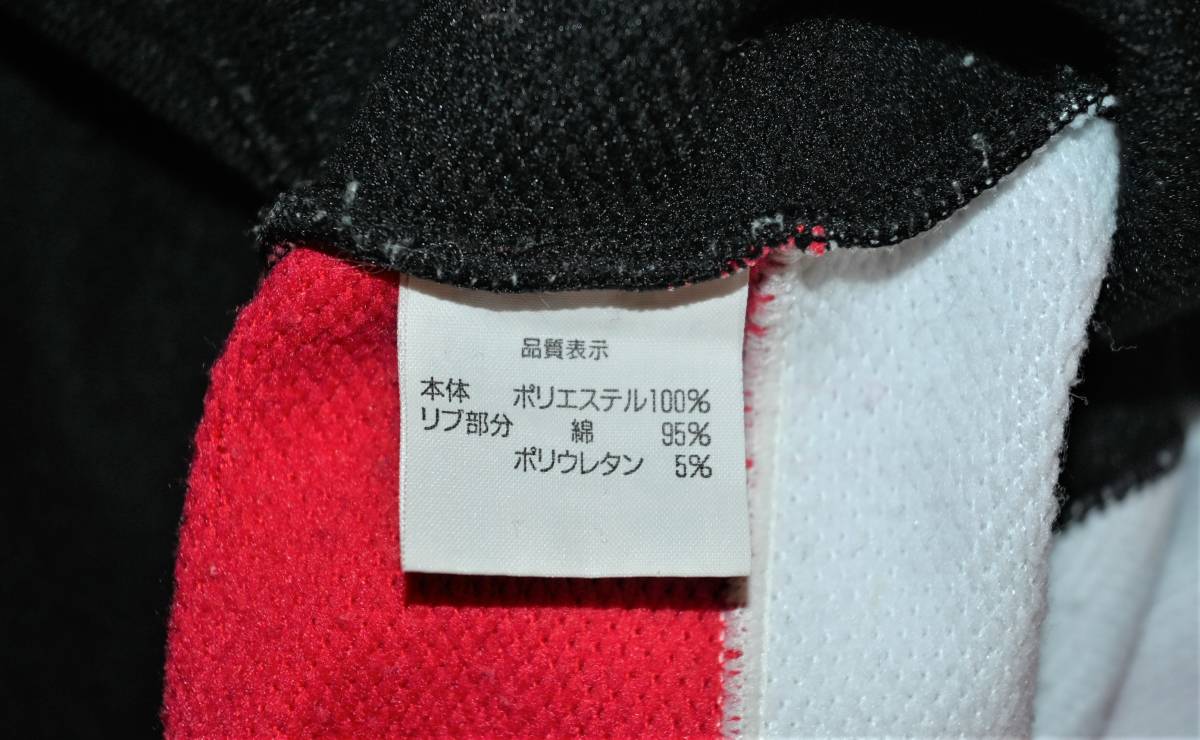 品質表示
本体 ポリエステル100%
リブ部分 綿 95%
ポリウレタン 5%